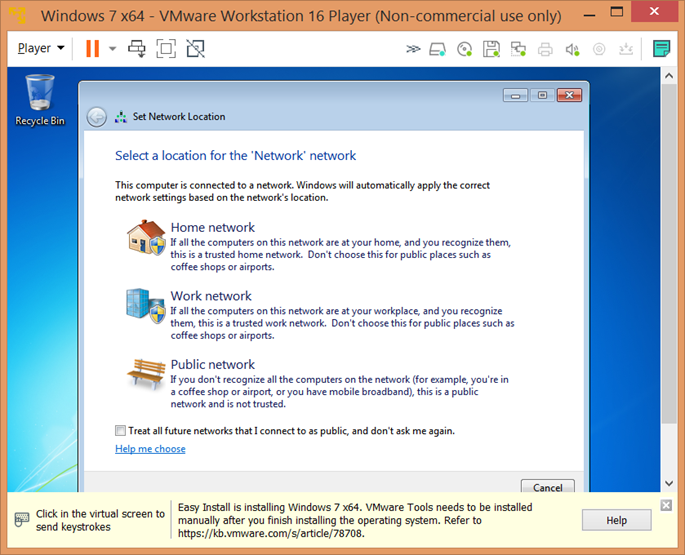 Windows 7 x64 - VMware Workstation 16 Player (Non-commercial use only)
Player
Recycle Bin
Set Network Location
Select a location for the 'Network' network
This computer is connected to a network. Windows will automatically apply the correct
network settings based on the network's location.
Home network
If all the computers on this network are at your home, and you recognize them,
this is a trusted home network. Don't choose this for public places such as
coffee shops or airports.
Work network
If all the computers on this network are at your workplace, and you recognize
them, this is a trusted work network. Don't choose this for public places such as
coffee shops or airports.
Public network
If you don't recognize all the computers on the network (for example, you're in
a coffee shop or airport, or you have mobile broadband), this is a public
network and is not trusted.
Treat all future networks that I connect to as public, and don't ask me again.
Help me choose
Cancel
Click in the virtual screen to
send keystrokes
Easy Install is installing Windows 7 x64. VMware Tools needs to be installed
manually after you finish installing the operating system. Refer to
https://kb.vmware.com/s/article/78708.
Help